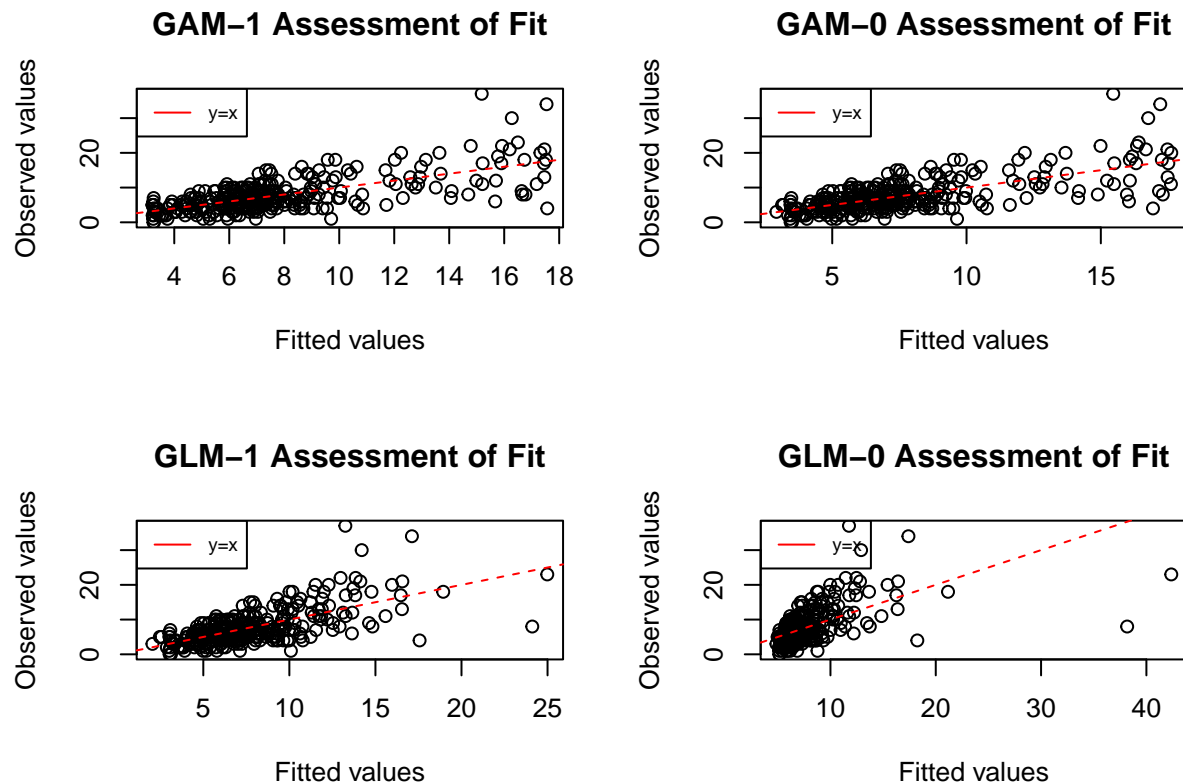 GAM−1 Assessment of Fit
Observed values
0 20
y=x
4 6 8 10 12 14 16 18
Fitted values
GAM−0 Assessment of Fit
Observed values
0 20
y=x
5 10 15
Fitted values
GLM−1 Assessment of Fit
Observed values
0 20
y=x
5 10 15 20 25
Fitted values
GLM−0 Assessment of Fit
Observed values
0 20
y=x
10 20 30 40
Fitted values